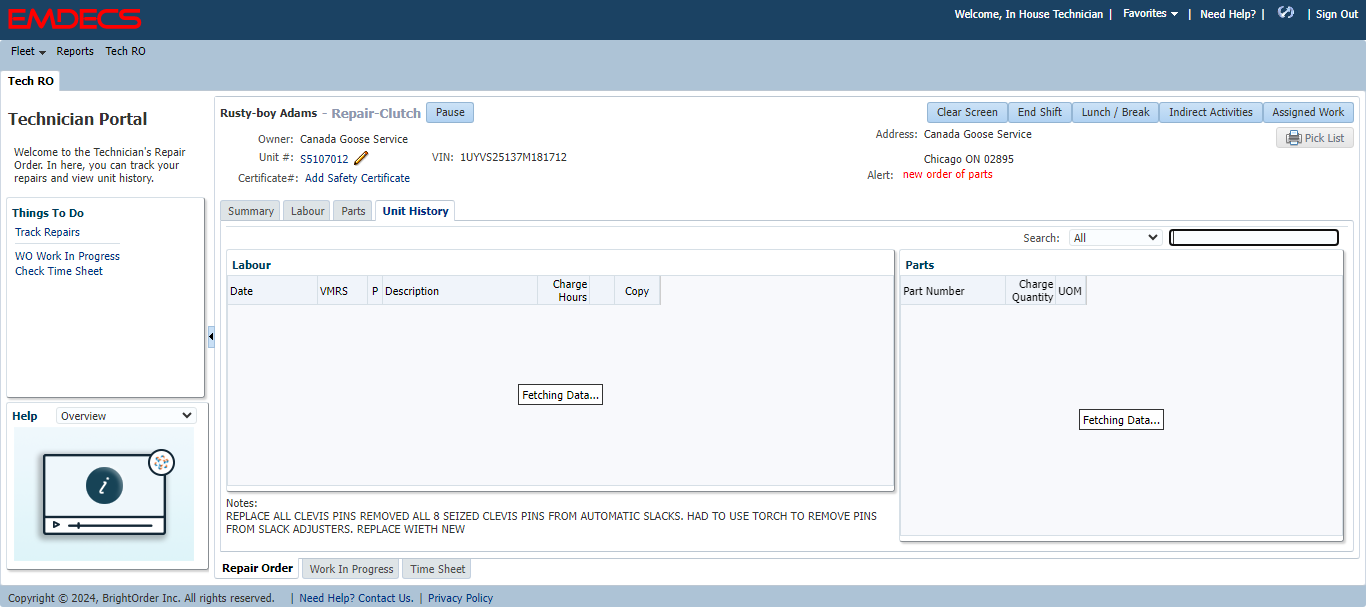 EMDECS
Welcome, In House Technician | Favorites | Need Help? | | Sign Out
Fleet Reports Tech RO
Tech RO
Technician Portal
Welcome to the Technician's Repair
Order. In here, you can track your
repairs and view unit history.
Things To Do
Track Repairs
WO Work In Progress
Check Time Sheet
Help Overview
i
Rusty-boy Adams - Repair-Clutch Pause
Clear Screen End Shift Lunch / Break Indirect Activities Assigned Work
Owner: Canada Goose Service
Unit #: S5107012 VIN: 1UYVS25137M181712
Certificate#: Add Safety Certificate
Address: Canada Goose Service
Pick List
Chicago ON 02895
Alert: new order of parts
Summary Labour Parts Unit History
Search: All
Labour
Date VMRS P Description Charge Hours Copy
Fetching Data...
Parts
Part Number Charge Quantity UOM
Fetching Data...
Notes:
REPLACE ALL CLEVIS PINS REMOVED ALL 8 SEIZED CLEVIS PINS FROM AUTOMATIC SLACKS. HAD TO USE TORCH TO REMOVE PINS
FROM SLACK ADJUSTERS. REPLACE WIETH NEW
Repair Order Work In Progress Time Sheet
Copyright © 2024, BrightOrder Inc. All rights reserved. | Need Help? Contact Us. | Privacy Policy